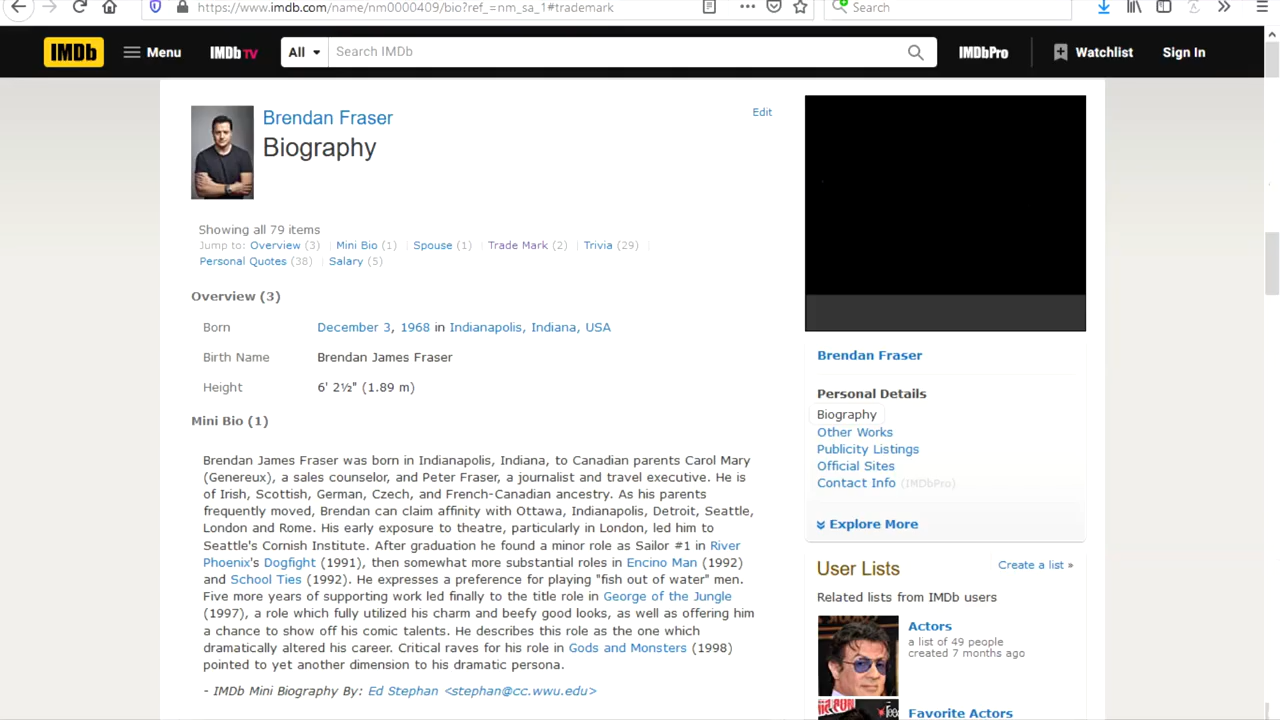 https://www.imdb.com/name/nm0000409/bio?ref_=nm_sa_1#trademark
Search
IMDb
Menu
IMDb TV
All
Search IMDb
IMDbPro
Watchlist
Sign In
Brendan Fraser
Biography
Edit
Showing all 79 items
Jump to: Overview (3) | Mini Bio (1) | Spouse (1) | Trade Mark (2) | Trivia (29) |
Personal Quotes (38) | Salary (5)
Overview (3)
Born December 3, 1968 in Indianapolis, Indiana, USA
Birth Name Brendan James Fraser
Height 6' 2½" (1.89 m)
Mini Bio (1)
Brendan James Fraser was born in Indianapolis, Indiana, to Canadian parents Carol Mary
(Genereux), a sales counselor, and Peter Fraser, a journalist and travel executive. He is
of Irish, Scottish, German, Czech, and French-Canadian ancestry. As his parents
frequently moved, Brendan can claim affinity with Ottawa, Indianapolis, Detroit, Seattle,
London and Rome. His early exposure to theatre, particularly in London, led him to
Seattle's Cornish Institute. After graduation he found a minor role as Sailor #1 in River
Phoenix's Dogfight (1991), then somewhat more substantial roles in Encino Man (1992)
and School Ties (1992). He expresses a preference for playing "fish out of water" men.
Five more years of supporting work led finally to the title role in George of the Jungle
(1997), a role which fully utilized his charm and beefy good looks, as well as offering him
a chance to show off his comic talents. He describes this role as the one which
dramatically altered his career. Critical raves for his role in Gods and Monsters (1998)
pointed to yet another dimension to his dramatic persona.
- IMDb Mini Biography By: Ed Stephan <stephan@cc.wwu.edu>
Brendan Fraser
Personal Details
Biography
Other Works
Publicity Listings
Official Sites
Contact Info (IMDbPro)
Explore More
User Lists
Create a list »
Related lists from IMDb users
Actors
a list of 49 people
created 7 months ago
Favorite Actors